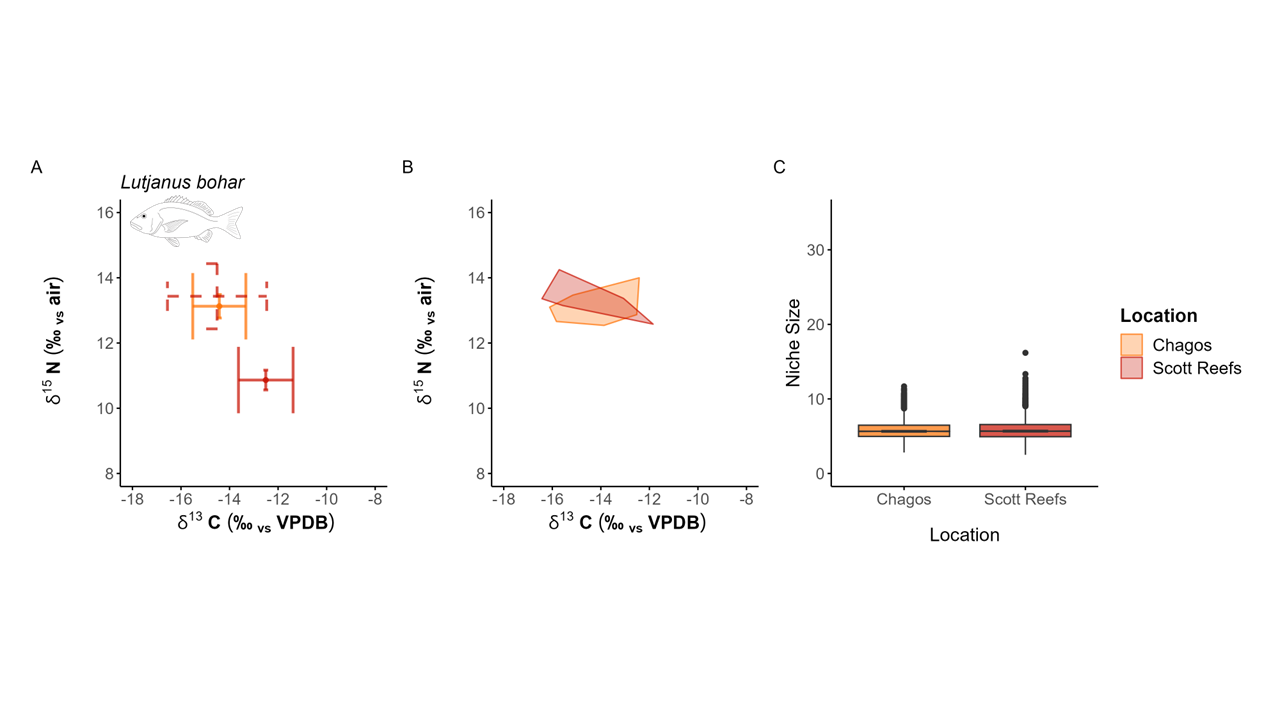 A
B
C
Lutjanus bohar
16
14
12
10
8
δ15 N (‰ vs air)
-18 -16 -14 -12 -10 -8
δ13 C (‰ vs VPDB)
16
14
12
10
8
δ15 N (‰ vs air)
-18 -16 -14 -12 -10 -8
δ13 C (‰ vs VPDB)
30
20
10
0
Niche Size
Chagos Scott Reefs
Location
Location
Chagos
Scott Reefs